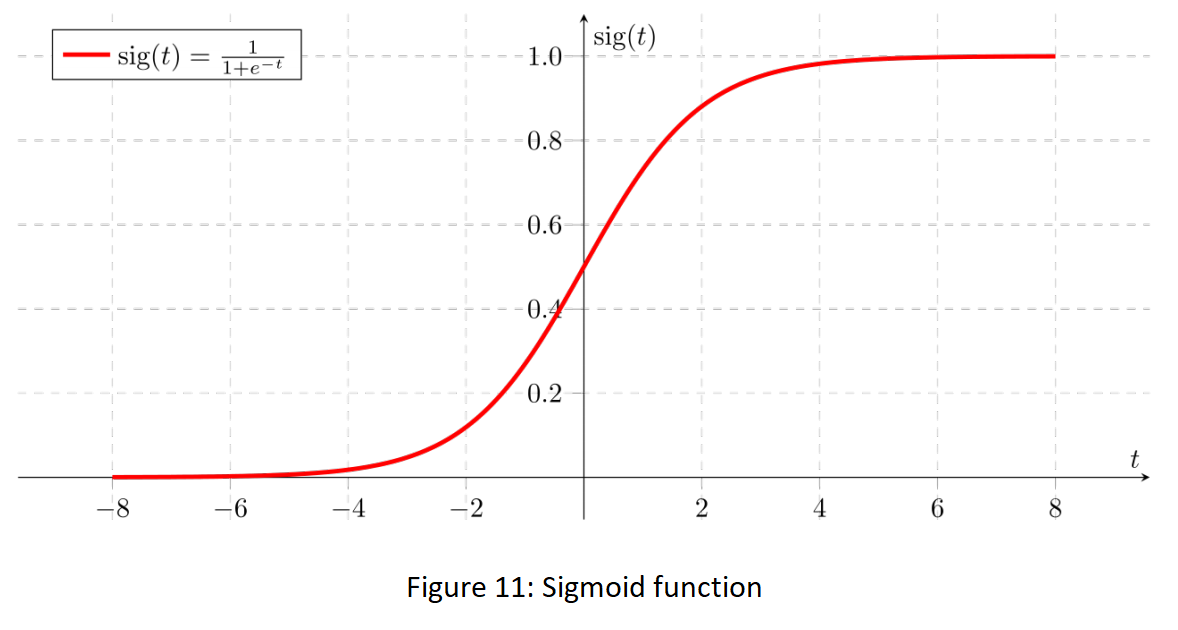 sig(t) = 1/(1+e^{−t})
sig(t)
1.0
0.8
0.6
0.4
0.2
t
−8 −6 −4 −2 2 4 6 8
Figure 11: Sigmoid function